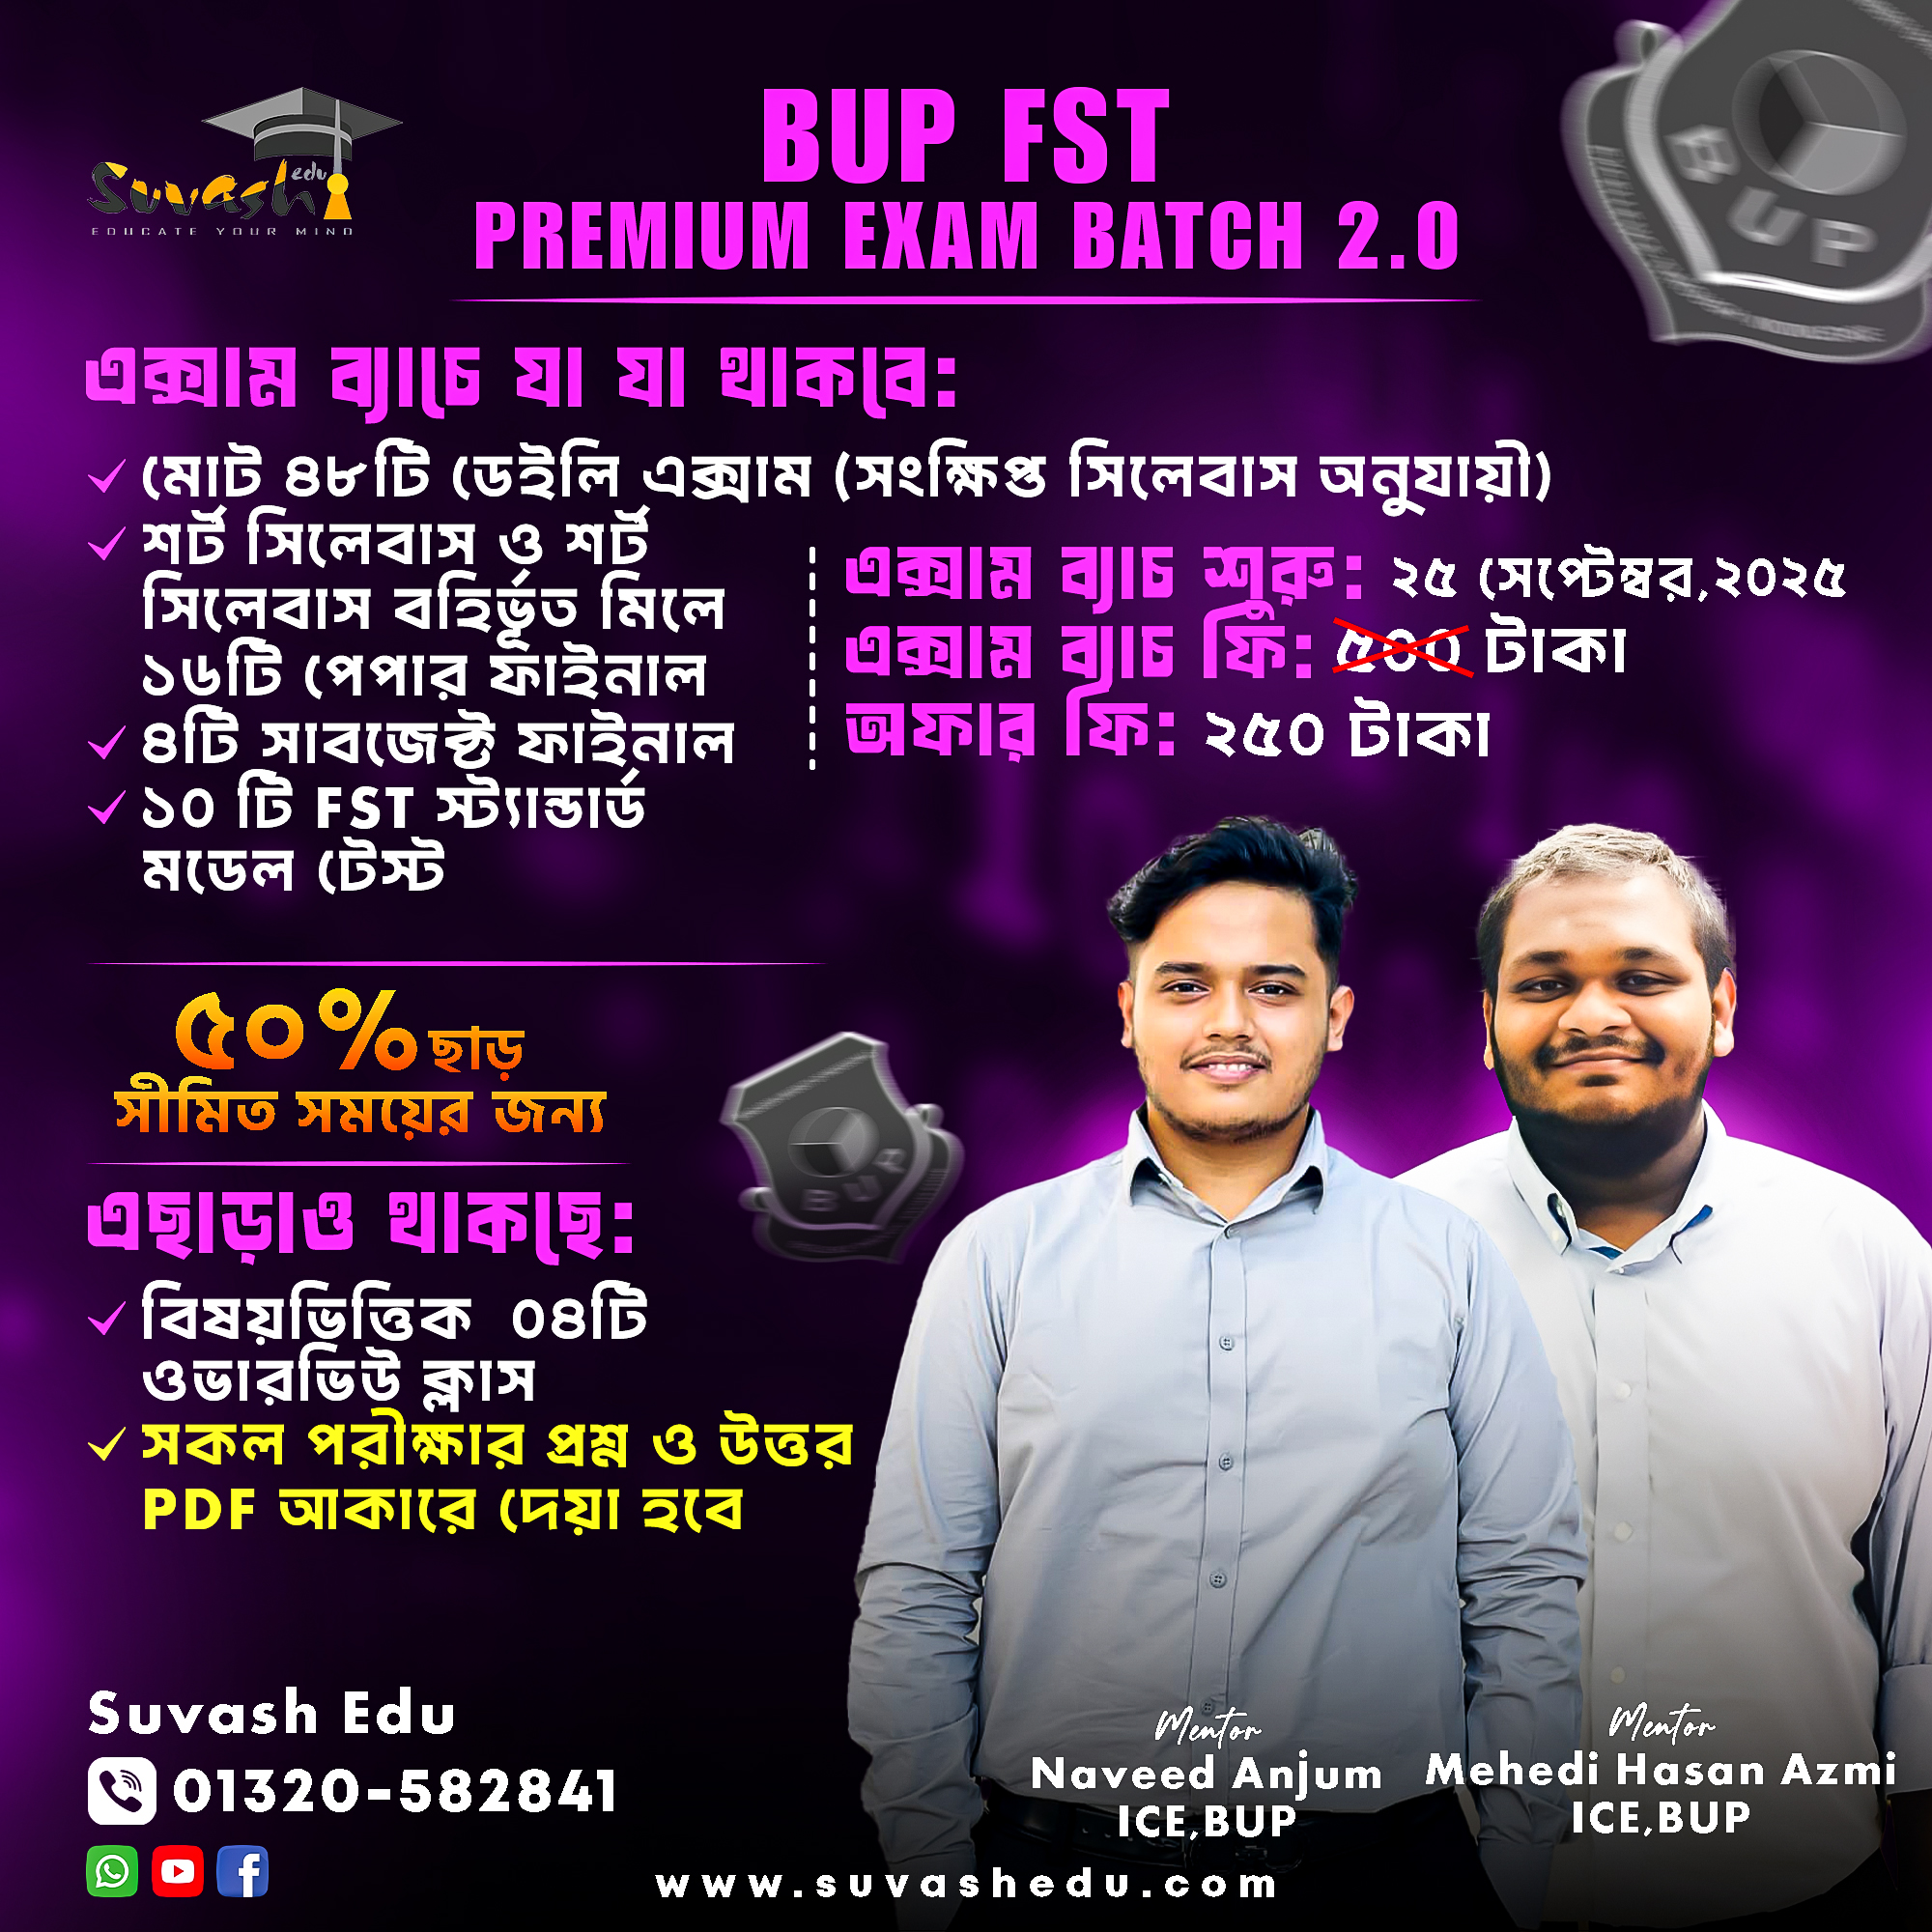 Suvash edu
EDUCATE YOUR MIND
BUP FST
PREMIUM EXAM BATCH 2.0
BUP
এক্সাম ব্যাচে যা যা থাকবে:
মোট ৪৮টি ডেইলি এক্সাম (সংক্ষিপ্ত সিলেবাস অনুযায়ী)
শর্ট সিলেবাস ও শর্ট
সিলেবাস বহির্ভূত মিলে
১৬টি পেপার ফাইনাল
৪টি সাবজেক্ট ফাইনাল
১০ টি FST স্ট্যান্ডার্ড
মডেল টেস্ট
এক্সাম ব্যাচ শুরু: ২৫ সেপ্টেম্বর,২০২৫
এক্সাম ব্যাচ ফি: ৫০০ টাকা
অফার ফি: ২৫০ টাকা
৫০% ছাড়
সীমিত সময়ের জন্য
BUP
এছাড়াও থাকছে:
বিষয়ভিত্তিক ০৪টি
ওভারভিউ ক্লাস
সকল পরীক্ষার প্রশ্ন ও উত্তর
PDF আকারে দেয়া হবে
Suvash Edu
01320-582841
Mentor
Naveed Anjum
ICE,BUP
Mentor
Mehedi Hasan Azmi
ICE,BUP
www.suvashedu.com